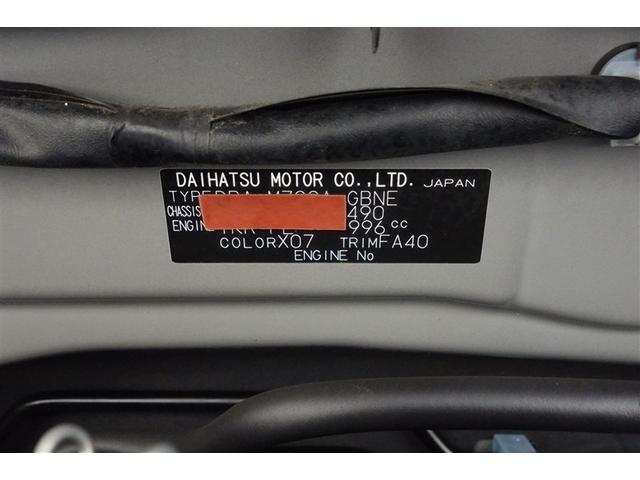 DAIHATSU MOTOR CO.,LTD. JAPAN
TYPE GBNE
CHASSIS 490
ENGINE 996 cc
COLOR X07 TRIM FA40
ENGINE No